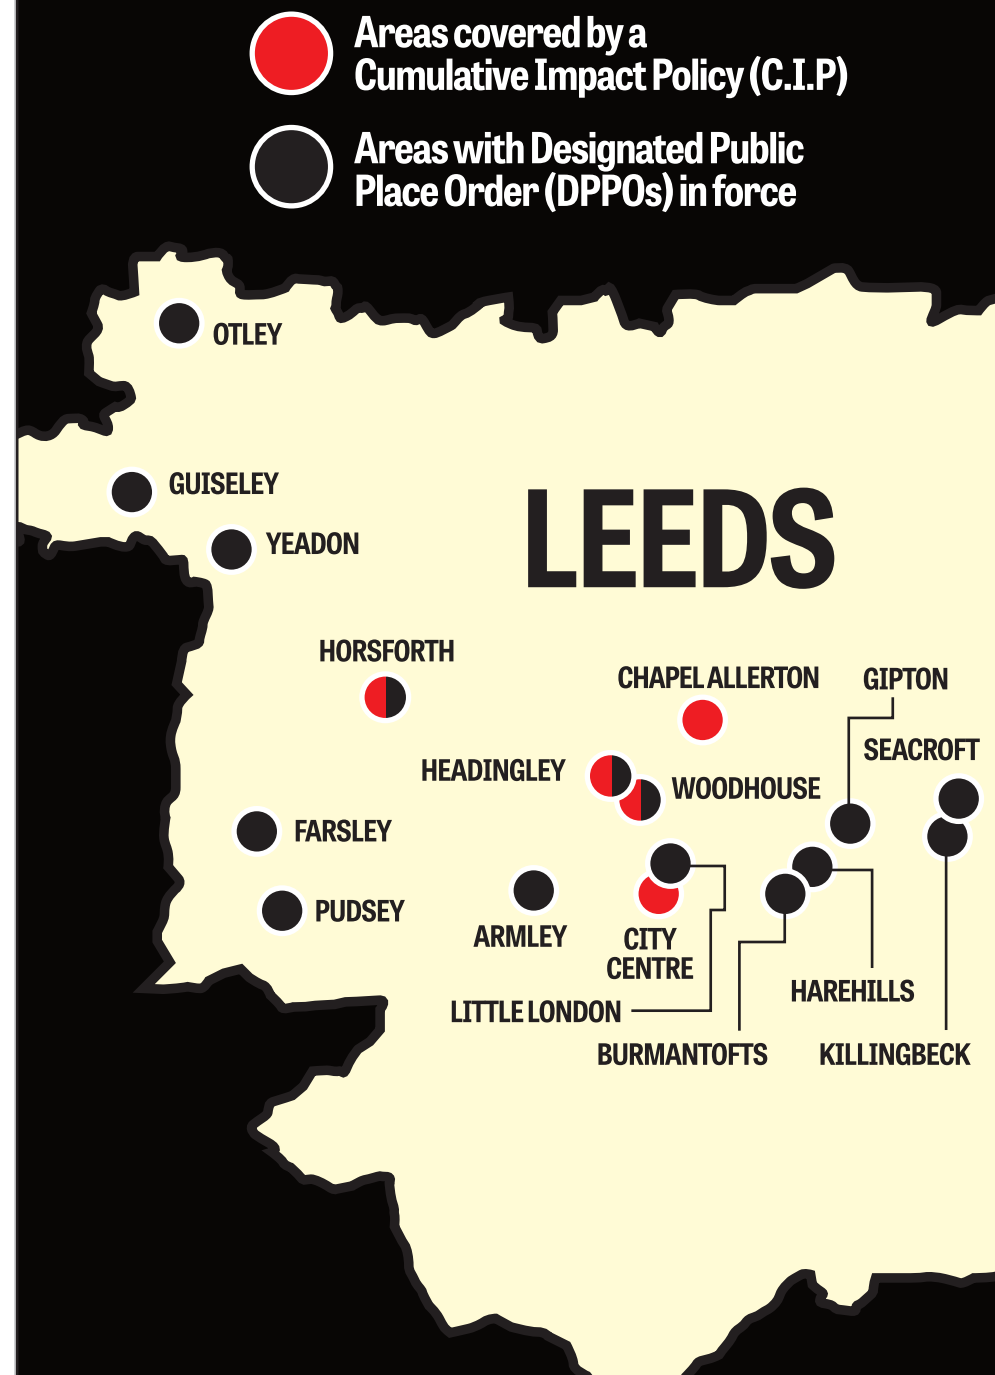 Areas covered by a
Cumulative Impact Policy (C.I.P)
Areas with Designated Public
Place Order (DPPOs) in force
OTLEY
GUISELEY
YEADON
LEEDS
HORSFORTH
CHAPEL ALLERTON
GIPTON
SEACROFT
HEADINGLEY
WOODHOUSE
FARSLEY
PUDSEY
ARMLEY
CITY
CENTRE
HAREHILLS
LITTLE LONDON
BURMANTOFTS
KILLINGBECK